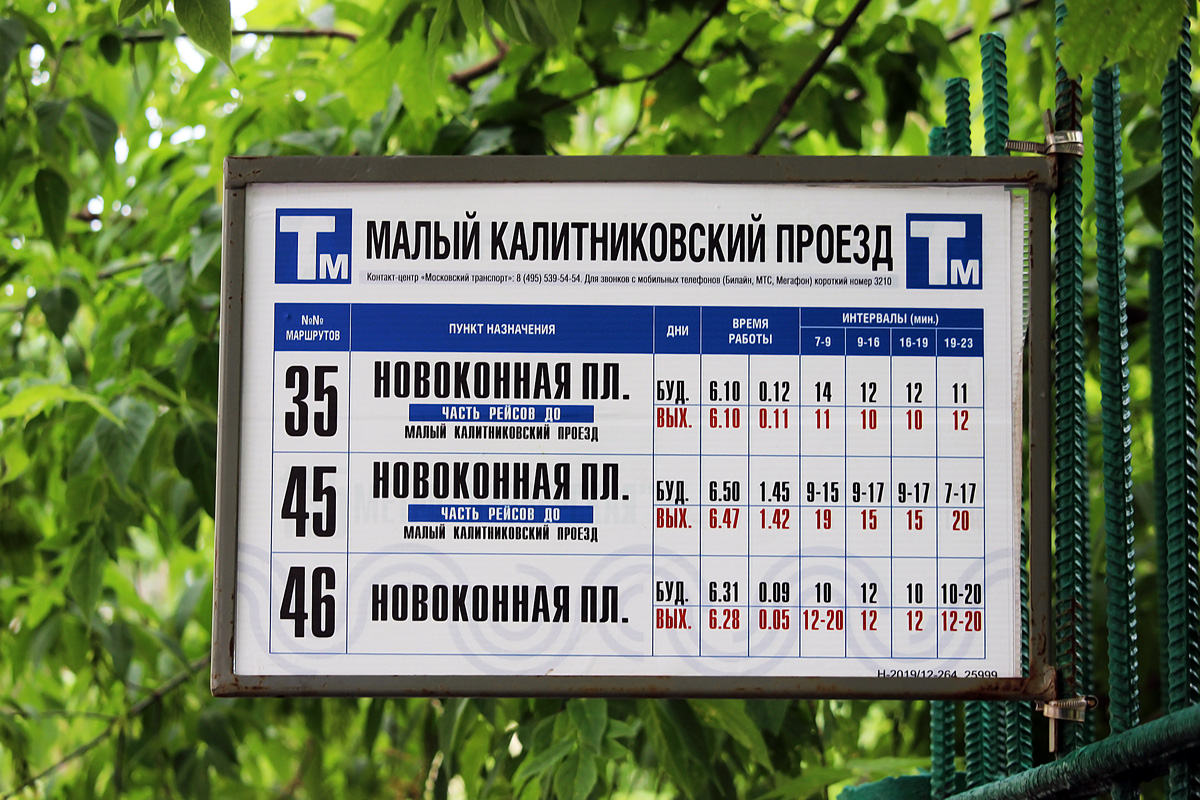 ТМ МАЛЫЙ КАЛИТНИКОВСКИЙ ПРОЕЗД ТМ
Контакт-центр «Московский транспорт»: 8 (495) 539-54-54. Для звонков с мобильных телефонов (Билайн, МТС, Мегафон) короткий номер 3210
№№ МАРШРУТОВ ПУНКТ НАЗНАЧЕНИЯ ДНИ ВРЕМЯ РАБОТЫ ИНТЕРВАЛЫ (мин.)
7-9 9-16 16-19 19-23
35 НОВОКОННАЯ ПЛ. БУД. 6.10 0.12 14 12 12 11
ЧАСТЬ РЕЙСОВ ДО ВЫХ. 6.10 0.11 11 10 10 12
МАЛЫЙ КАЛИТНИКОВСКИЙ ПРОЕЗД
45 НОВОКОННАЯ ПЛ. БУД. 6.50 1.45 9-15 9-17 9-17 7-17
ЧАСТЬ РЕЙСОВ ДО ВЫХ. 6.47 1.42 19 15 15 20
МАЛЫЙ КАЛИТНИКОВСКИЙ ПРОЕЗД
46 НОВОКОННАЯ ПЛ. БУД. 6.31 0.09 10 12 10 10-20
ВЫХ. 6.28 0.05 12-20 12 12 12-20
Н-2019/12-264 25999